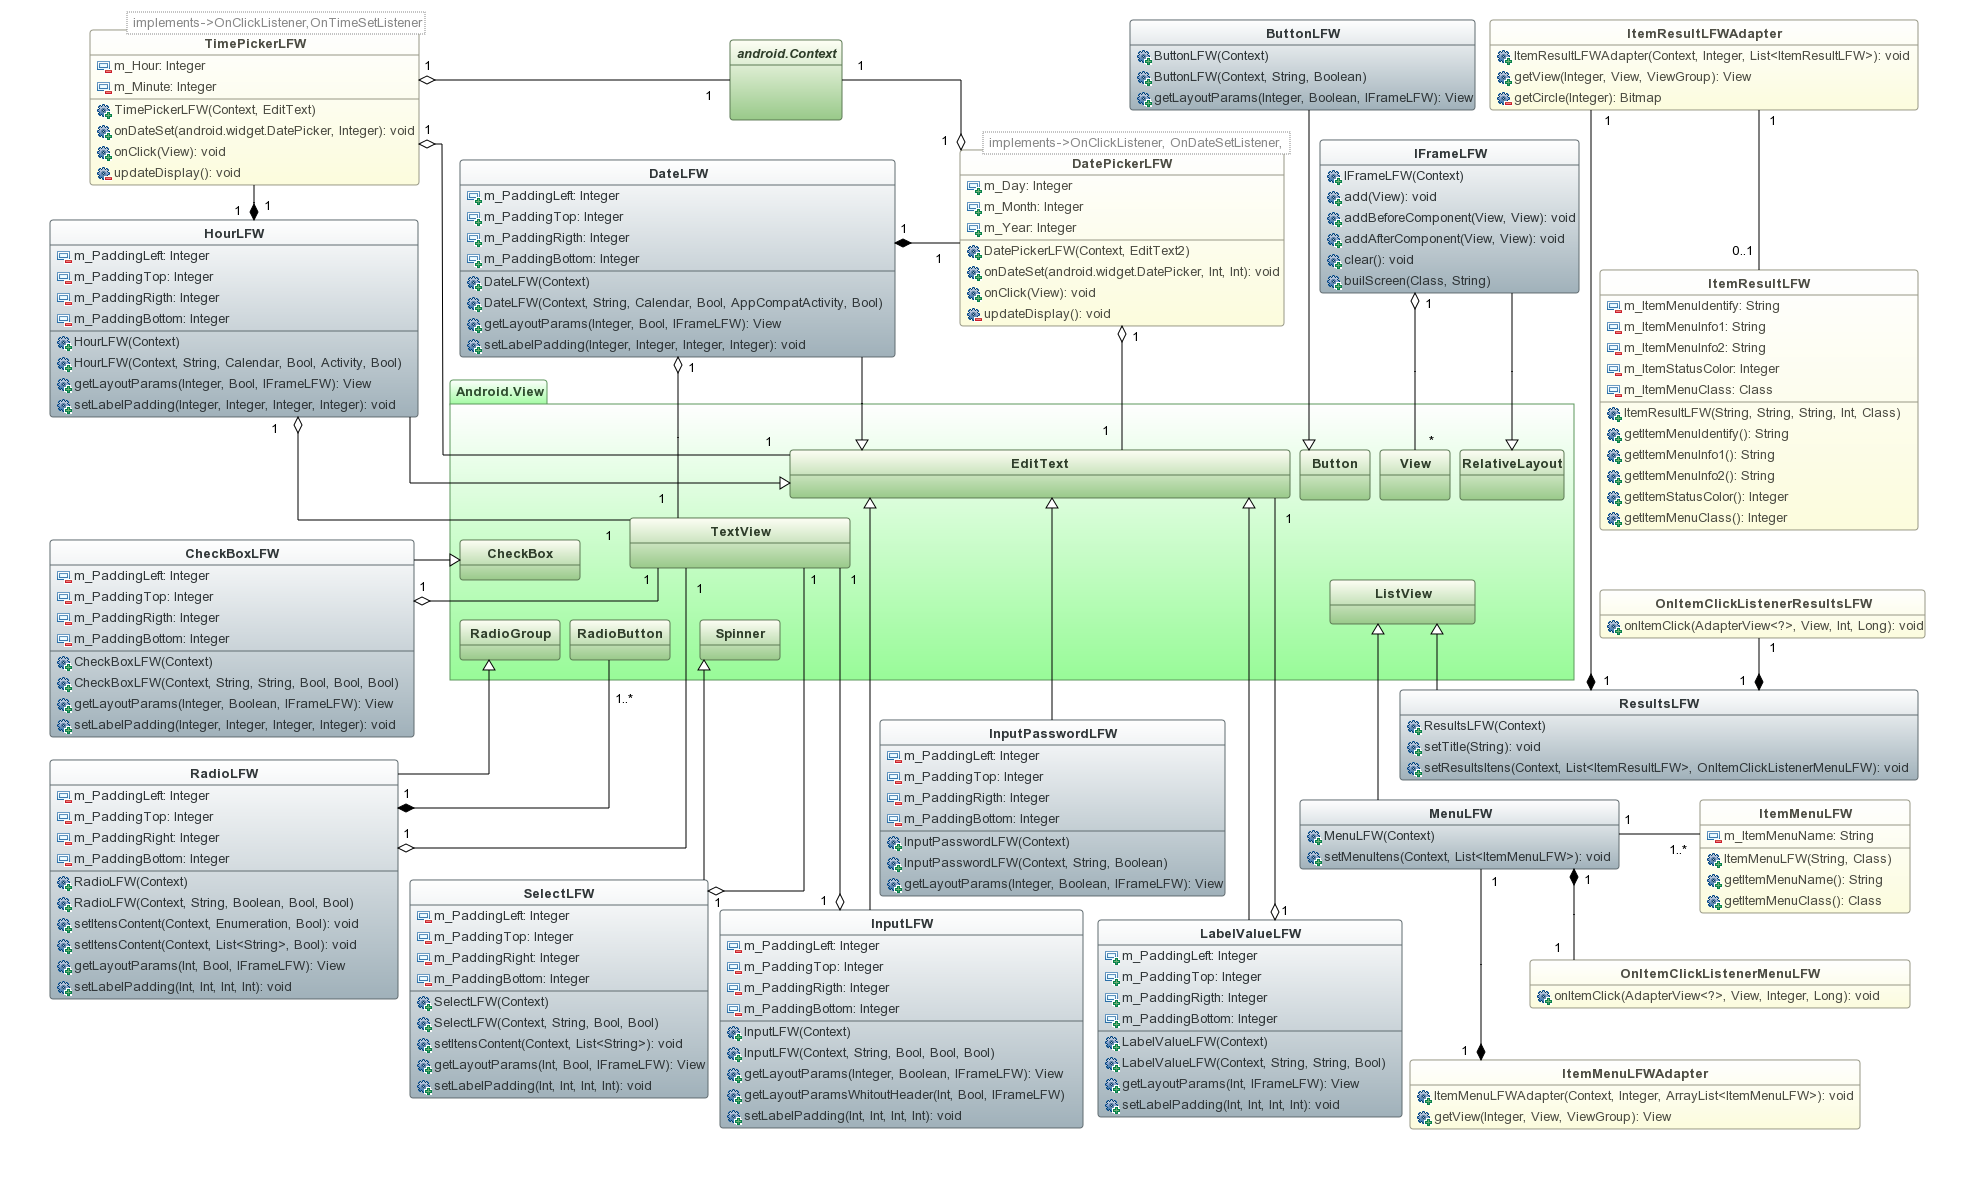 implements->OnClickListener,OnTimeSetListener
TimePickerLFW
m_Hour: Integer
m_Minute: Integer
TimePickerLFW(Context, EditText)
onDateSet(android.widget.DatePicker, Integer): void
onClick(View): void
updateDisplay(): void
1
1
1
android.Context
1
1
1
1
HourLFW
m_PaddingLeft: Integer
m_PaddingTop: Integer
m_PaddingRigth: Integer
m_PaddingBottom: Integer
HourLFW(Context)
HourLFW(Context, String, Calendar, Bool, Activity, Bool)
getLayoutParams(Integer, Bool, IFrameLFW): View
setLabelPadding(Integer, Integer, Integer, Integer): void
1
DateLFW
m_PaddingLeft: Integer
m_PaddingTop: Integer
m_PaddingRigth: Integer
m_PaddingBottom: Integer
DateLFW(Context)
DateLFW(Context, String, Calendar, Bool, AppCompatActivity, Bool)
getLayoutParams(Integer, Bool, IFrameLFW): View
setLabelPadding(Integer, Integer, Integer, Integer): void
1
1
1
implements->OnClickListener, OnDateSetListener,
DatePickerLFW
m_Day: Integer
m_Month: Integer
m_Year: Integer
DatePickerLFW(Context, EditText2)
onDateSet(android.widget.DatePicker, Int, Int): void
onClick(View): void
updateDisplay(): void
1
1
ButtonLFW
ButtonLFW(Context)
ButtonLFW(Context, String, Boolean)
getLayoutParams(Integer, Boolean, IFrameLFW): View
IFrameLFW
IFrameLFW(Context)
add(View): void
addBeforeComponent(View, View): void
addAfterComponent(View, View): void
clear(): void
builScreen(Class, String)
1
*
ItemResultLFWAdapter
ItemResultLFWAdapter(Context, Integer, List<ItemResultLFW>): void
getView(Integer, View, ViewGroup): View
getCircle(Integer): Bitmap
1
1
0..1
ItemResultLFW
m_ItemMenuIdentify: String
m_ItemMenuInfo1: String
m_ItemMenuInfo2: String
m_ItemStatusColor: Integer
m_ItemMenuClass: Class
ItemResultLFW(String, String, String, Int, Class)
getItemMenuIdentify(): String
getItemMenuInfo1(): String
getItemMenuInfo2(): String
getItemStatusColor(): Integer
getItemMenuClass(): Integer
Android.View
1
EditText
Button
View
RelativeLayout
1
1
1
TextView
1
1
1
1
CheckBox
RadioGroup
RadioButton
Spinner
ListView
1..*
CheckBoxLFW
m_PaddingLeft: Integer
m_PaddingTop: Integer
m_PaddingRigth: Integer
m_PaddingBottom: Integer
CheckBoxLFW(Context)
CheckBoxLFW(Context, String, String, Bool, Bool, Bool)
getLayoutParams(Integer, Boolean, IFrameLFW): View
setLabelPadding(Integer, Integer, Integer, Integer): void
1
RadioLFW
m_PaddingLeft: Integer
m_PaddingTop: Integer
m_PaddingRight: Integer
m_PaddingBottom: Integer
RadioLFW(Context)
RadioLFW(Context, String, Boolean, Bool, Bool)
setItensContent(Context, Enumeration, Bool): void
setItensContent(Context, List<String>, Bool): void
getLayoutParams(Int, Bool, IFrameLFW): View
setLabelPadding(Int, Int, Int, Int): void
1
1
SelectLFW
m_PaddingLeft: Integer
m_PaddingTop: Integer
m_PaddingRight: Integer
m_PaddingBottom: Integer
SelectLFW(Context)
SelectLFW(Context, String, Bool, Bool)
setItensContent(Context, List<String>): void
getLayoutParams(Int, Bool, IFrameLFW): View
setLabelPadding(Int, Int, Int, Int): void
1
1
InputLFW
m_PaddingLeft: Integer
m_PaddingTop: Integer
m_PaddingRigth: Integer
m_PaddingBottom: Integer
InputLFW(Context)
InputLFW(Context, String, Bool, Bool, Bool)
getLayoutParams(Integer, Boolean, IFrameLFW): View
getLayoutParamsWhitoutHeader(Int, Bool, IFrameLFW)
setLabelPadding(Int, Int, Int, Int): void
InputPasswordLFW
m_PaddingLeft: Integer
m_PaddingTop: Integer
m_PaddingRigth: Integer
m_PaddingBottom: Integer
InputPasswordLFW(Context)
InputPasswordLFW(Context, String, Boolean)
getLayoutParams(Integer, Boolean, IFrameLFW): View
1
LabelValueLFW
m_PaddingLeft: Integer
m_PaddingTop: Integer
m_PaddingRigth: Integer
m_PaddingBottom: Integer
LabelValueLFW(Context)
LabelValueLFW(Context, String, String, Bool)
getLayoutParams(Int, IFrameLFW): View
setLabelPadding(Int, Int, Int, Int): void
OnItemClickListenerResultsLFW
onItemClick(AdapterView<?>, View, Int, Long): void
1
1
1
ResultsLFW
ResultsLFW(Context)
setTitle(String): void
setResultsItens(Context, List<ItemResultLFW>, OnItemClickListenerMenuLFW): void
MenuLFW
MenuLFW(Context)
setMenuItens(Context, List<ItemMenuLFW>): void
1
1..*
1
1
ItemMenuLFW
m_ItemMenuName: String
ItemMenuLFW(String, Class)
getItemMenuName(): String
getItemMenuClass(): Class
1
OnItemClickListenerMenuLFW
onItemClick(AdapterView<?>, View, Integer, Long): void
1
ItemMenuLFWAdapter
ItemMenuLFWAdapter(Context, Integer, ArrayList<ItemMenuLFW>): void
getView(Integer, View, ViewGroup): View